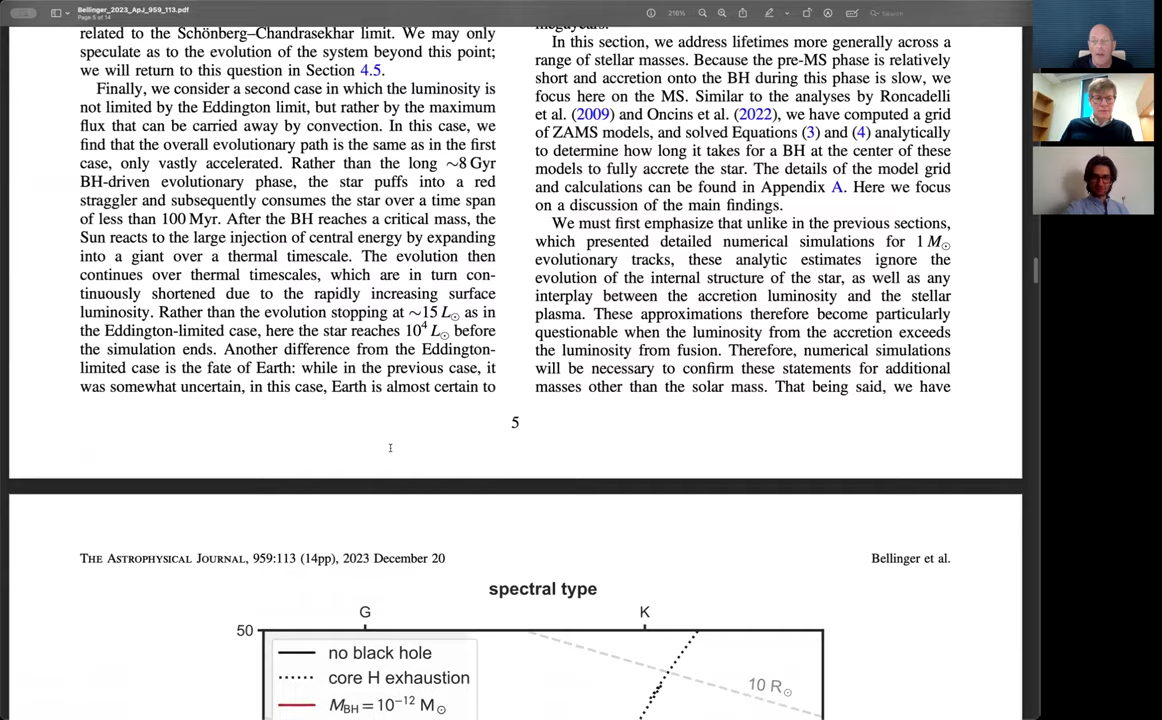 Bellinger_2023_ApJ_959_113.pdf
Page 5 of 14
216%
Search
related to the Schönberg–Chandrasekhar limit. We may only
speculate as to the evolution of the system beyond this point;
we will return to this question in Section 4.5.
Finally, we consider a second case in which the luminosity is
not limited by the Eddington limit, but rather by the maximum
flux that can be carried away by convection. In this case, we
find that the overall evolutionary path is the same as in the first
case, only vastly accelerated. Rather than the long ~8 Gyr
BH-driven evolutionary phase, the star puffs into a red
straggler and subsequently consumes the star over a time span
of less than 100 Myr. After the BH reaches a critical mass, the
Sun reacts to the large injection of central energy by expanding
into a giant over a thermal timescale. The evolution then
continues over thermal timescales, which are in turn con-
tinuously shortened due to the rapidly increasing surface
luminosity. Rather than the evolution stopping at ~15 L⊙ as in
the Eddington-limited case, here the star reaches 10⁴ L⊙ before
the simulation ends. Another difference from the Eddington-
limited case is the fate of Earth: while in the previous case, it
was somewhat uncertain, in this case, Earth is almost certain to
In this section, we address lifetimes more generally across a
range of stellar masses. Because the pre-MS phase is relatively
short and accretion onto the BH during this phase is slow, we
focus here on the MS. Similar to the analyses by Roncadelli
et al. (2009) and Oncins et al. (2022), we have computed a grid
of ZAMS models, and solved Equations (3) and (4) analytically
to determine how long it takes for a BH at the center of these
models to fully accrete the star. The details of the model grid
and calculations can be found in Appendix A. Here we focus
on a discussion of the main findings.
We must first emphasize that unlike in the previous sections,
which presented detailed numerical simulations for 1 M⊙
evolutionary tracks, these analytic estimates ignore the
evolution of the internal structure of the star, as well as any
interplay between the accretion luminosity and the stellar
plasma. These approximations therefore become particularly
questionable when the luminosity from the accretion exceeds
the luminosity from fusion. Therefore, numerical simulations
will be necessary to confirm these statements for additional
masses other than the solar mass. That being said, we have
5
THE ASTROPHYSICAL JOURNAL, 959:113 (14pp), 2023 December 20
Bellinger et al.
spectral type
G
K
50
no black hole
core H exhaustion
M_BH = 10⁻¹² M⊙
10 R⊙